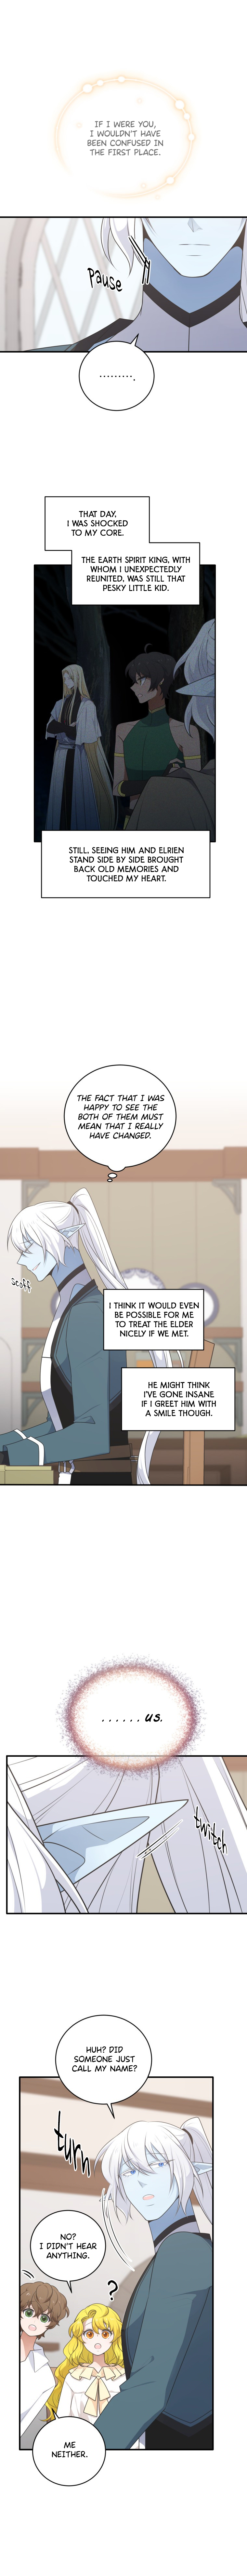 IF I WERE YOU,
I WOULDN'T HAVE
BEEN CONFUSED IN
THE FIRST PLACE.
Pause
.........
THAT DAY,
I WAS SHOCKED
TO MY CORE.
THE EARTH SPIRIT KING, WITH
WHOM I UNEXPECTEDLY
REUNITED, WAS STILL THAT
PESKY LITTLE KID.
STILL, SEEING HIM AND ELRIEN
STAND SIDE BY SIDE BROUGHT
BACK OLD MEMORIES AND
TOUCHED MY HEART.
THE FACT THAT I WAS
HAPPY TO SEE THE
BOTH OF THEM MUST
MEAN THAT I REALLY
HAVE CHANGED.
scoff
I THINK IT WOULD EVEN
BE POSSIBLE FOR ME
TO TREAT THE ELDER
NICELY IF WE MET.
HE MIGHT THINK
I'VE GONE INSANE
IF I GREET HIM WITH
A SMILE THOUGH.
......us.
twitch
HUH? DID
SOMEONE JUST
CALL MY NAME?
turn
NO?
I DIDN'T HEAR
ANYTHING.
?
ME
NEITHER.